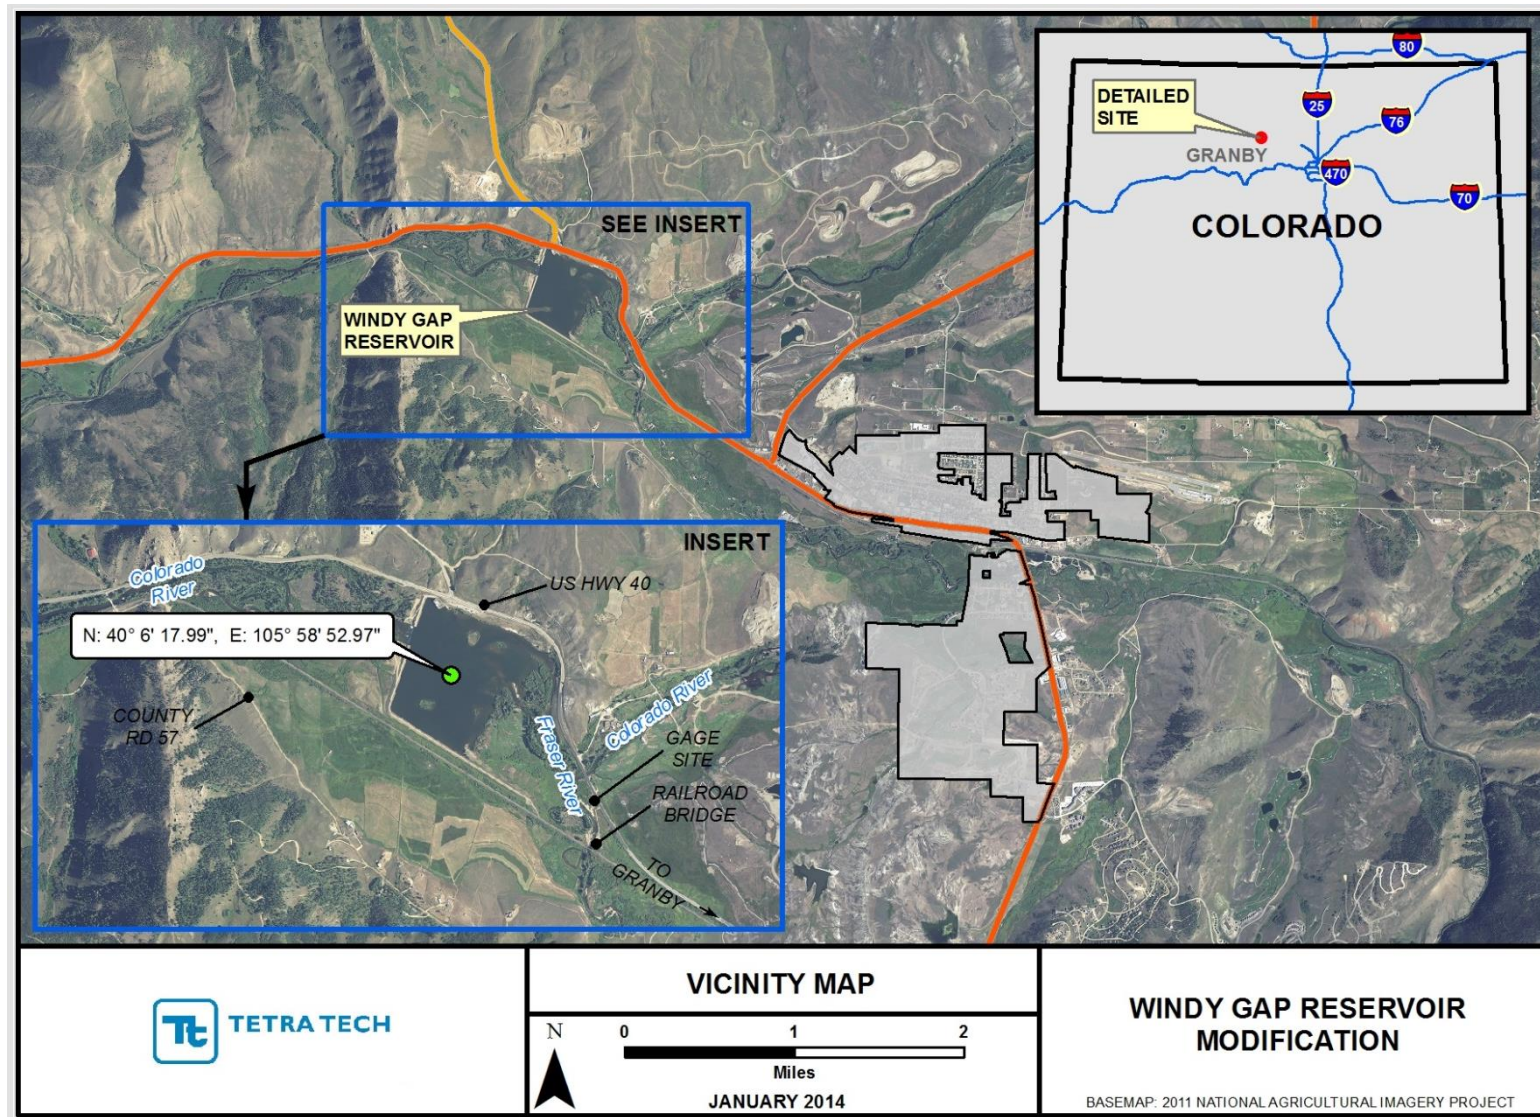 SEE INSERT
WINDY GAP
RESERVOIR
DETAILED
SITE
GRANBY
COLORADO
80
25
76
470
70
INSERT
Colorado
River
US HWY 40
N: 40° 6' 17.99", E: 105° 58' 52.97"
COUNTY
RD 57
Colorado River
Fraser River
GAGE
SITE
RAILROAD
BRIDGE
TO
GRANBY
Tt TETRA TECH
VICINITY MAP
N
0 1 2
Miles
JANUARY 2014
WINDY GAP RESERVOIR
MODIFICATION
BASEMAP: 2011 NATIONAL AGRICULTURAL IMAGERY PROJECT